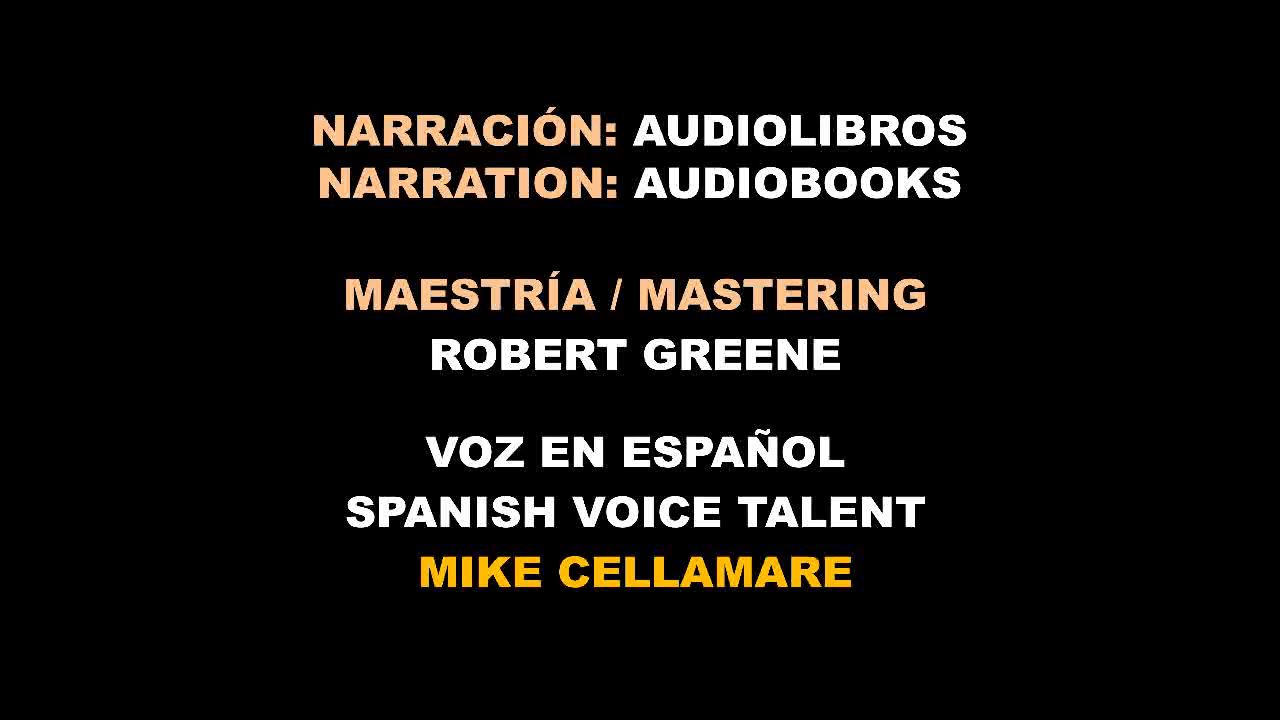 NARRACIÓN: AUDIOLIBROS
NARRATION: AUDIOBOOKS
MAESTRÍA / MASTERING
ROBERT GREENE
VOZ EN ESPAÑOL
SPANISH VOICE TALENT
MIKE CELLAMARE